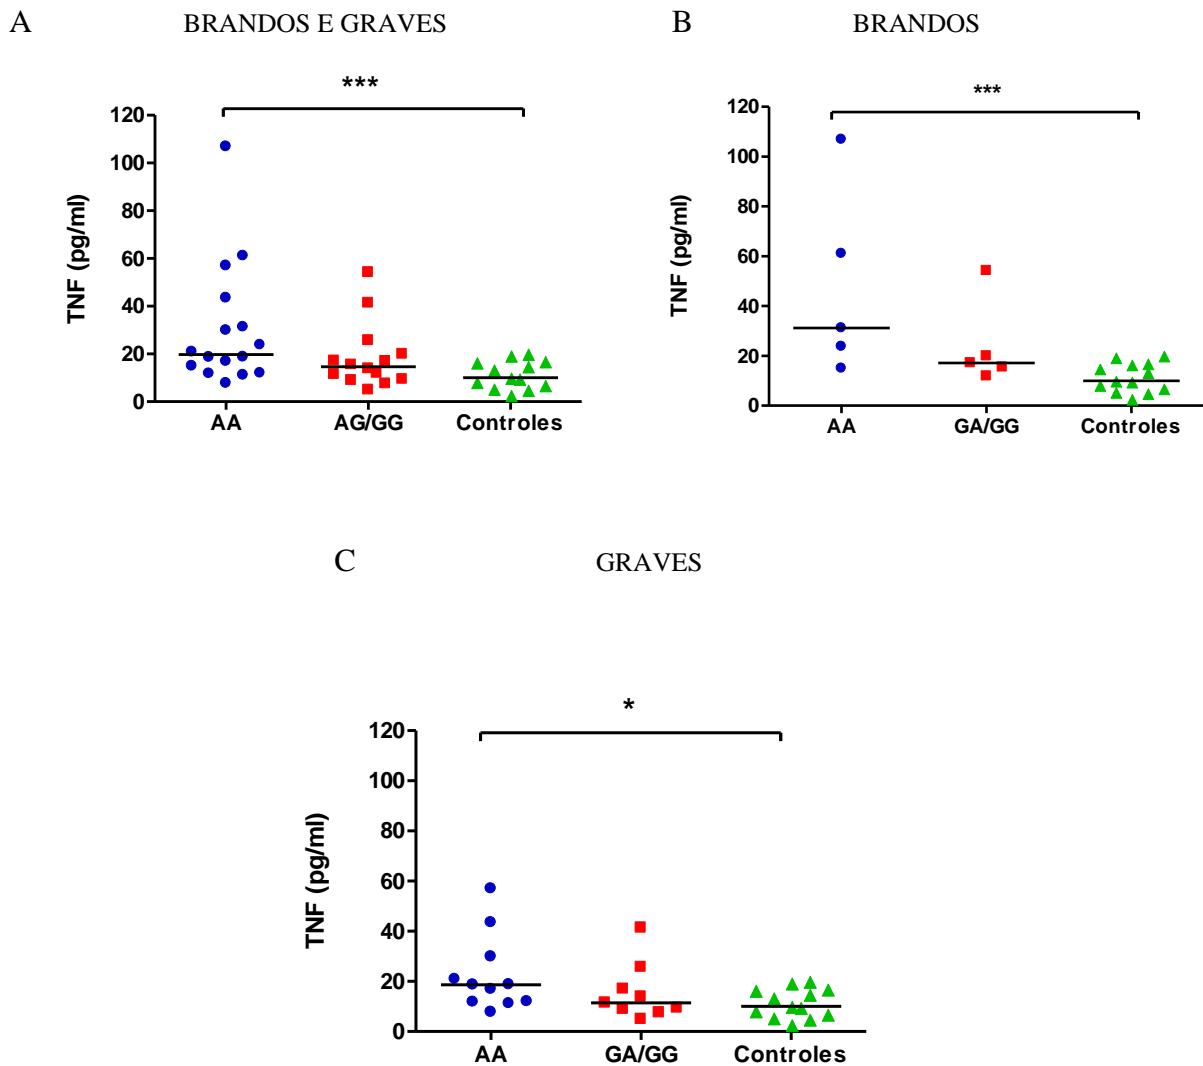 A
BRANDOS E GRAVES
***
TNF (pg/ml)
120
100
80
60
40
20
0
AA
AG/GG
Controles
B
BRANDOS
***
TNF (pg/ml)
120
100
80
60
40
20
0
AA
GA/GG
Controles
C
GRAVES
*
TNF (pg/ml)
120
100
80
60
40
20
0
AA
GA/GG
Controles